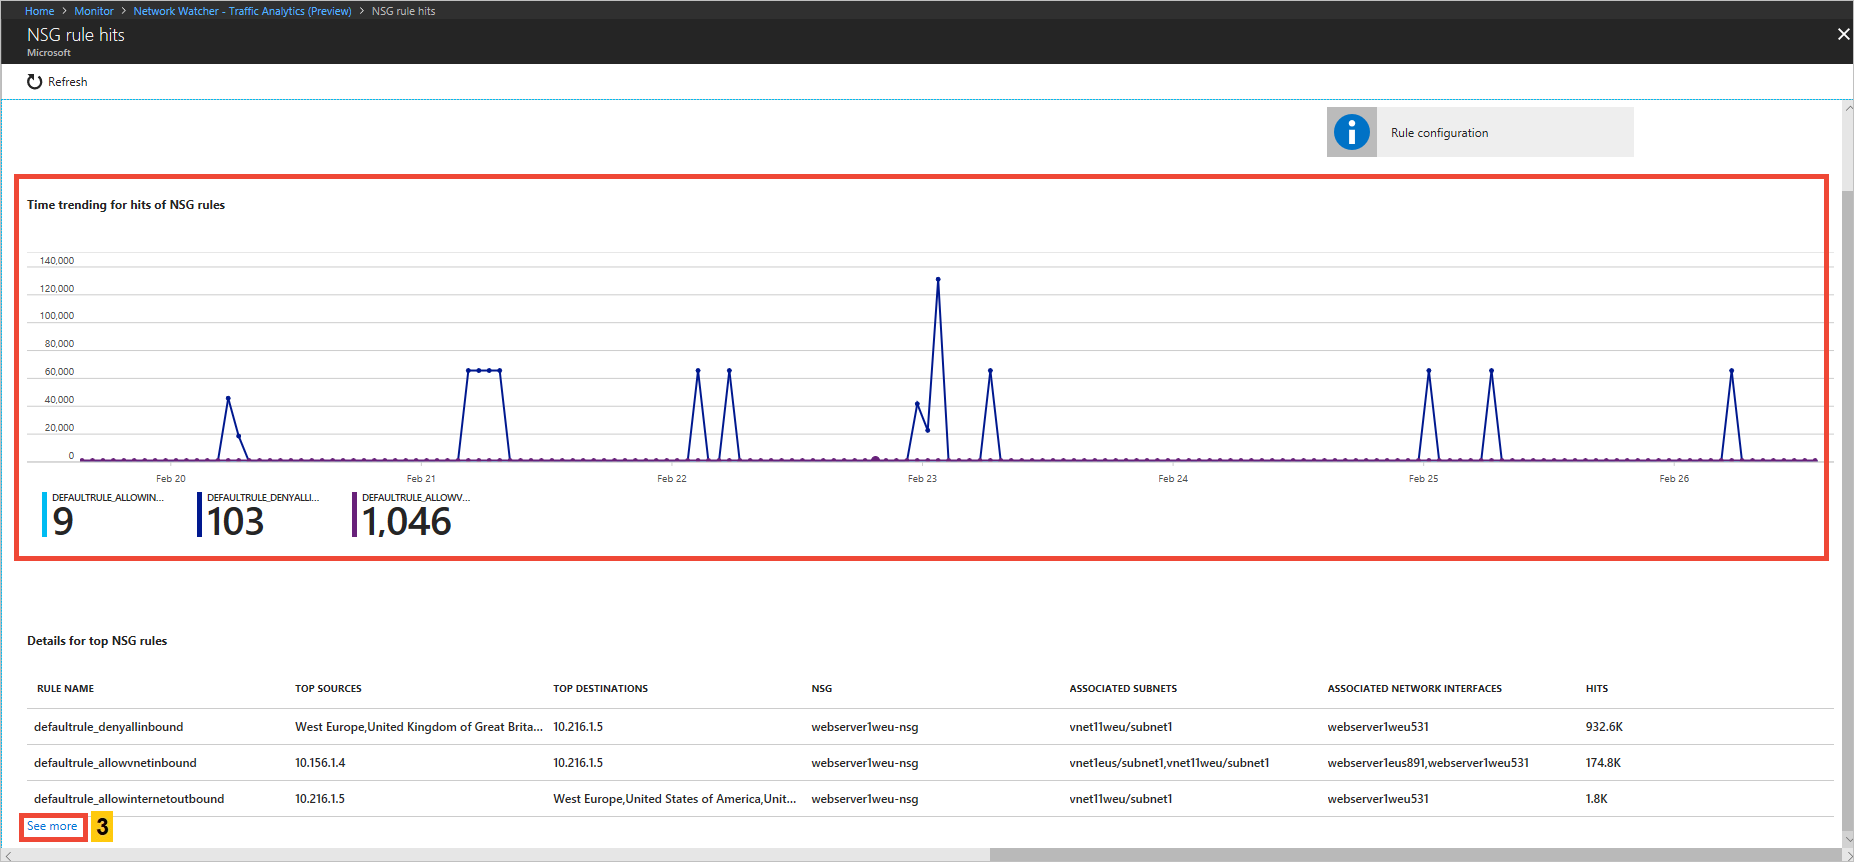 Home > Monitor > Network Watcher - Traffic Analytics (Preview) > NSG rule hits
NSG rule hits
Microsoft
Refresh
Rule configuration
Time trending for hits of NSG rules
140,000
120,000
100,000
80,000
60,000
40,000
20,000
0
Feb 20 Feb 21 Feb 22 Feb 23 Feb 24 Feb 25 Feb 26
DEFAULTRULE_ALLOWIN... DEFAULTRULE_DENYALLI... DEFAULTRULE_ALLOWV...
9 103 1,046
Details for top NSG rules
RULE NAME TOP SOURCES TOP DESTINATIONS NSG ASSOCIATED SUBNETS ASSOCIATED NETWORK INTERFACES HITS
defaultrule_denyallinbound West Europe,United Kingdom of Great Brita... 10.216.1.5 webserver1weu-nsg vnet11weu/subnet1 webserver1weu531 932.6K
defaultrule_allowvnetinbound 10.156.1.4 10.216.1.5 webserver1weu-nsg vnet1eus/subnet1,vnet11weu/subnet1 webserver1eus891,webserver1weu531 174.8K
defaultrule_allowinternetoutbound 10.216.1.5 West Europe,United States of America,Unit... webserver1weu-nsg vnet11weu/subnet1 webserver1weu531 1.8K
See more 3